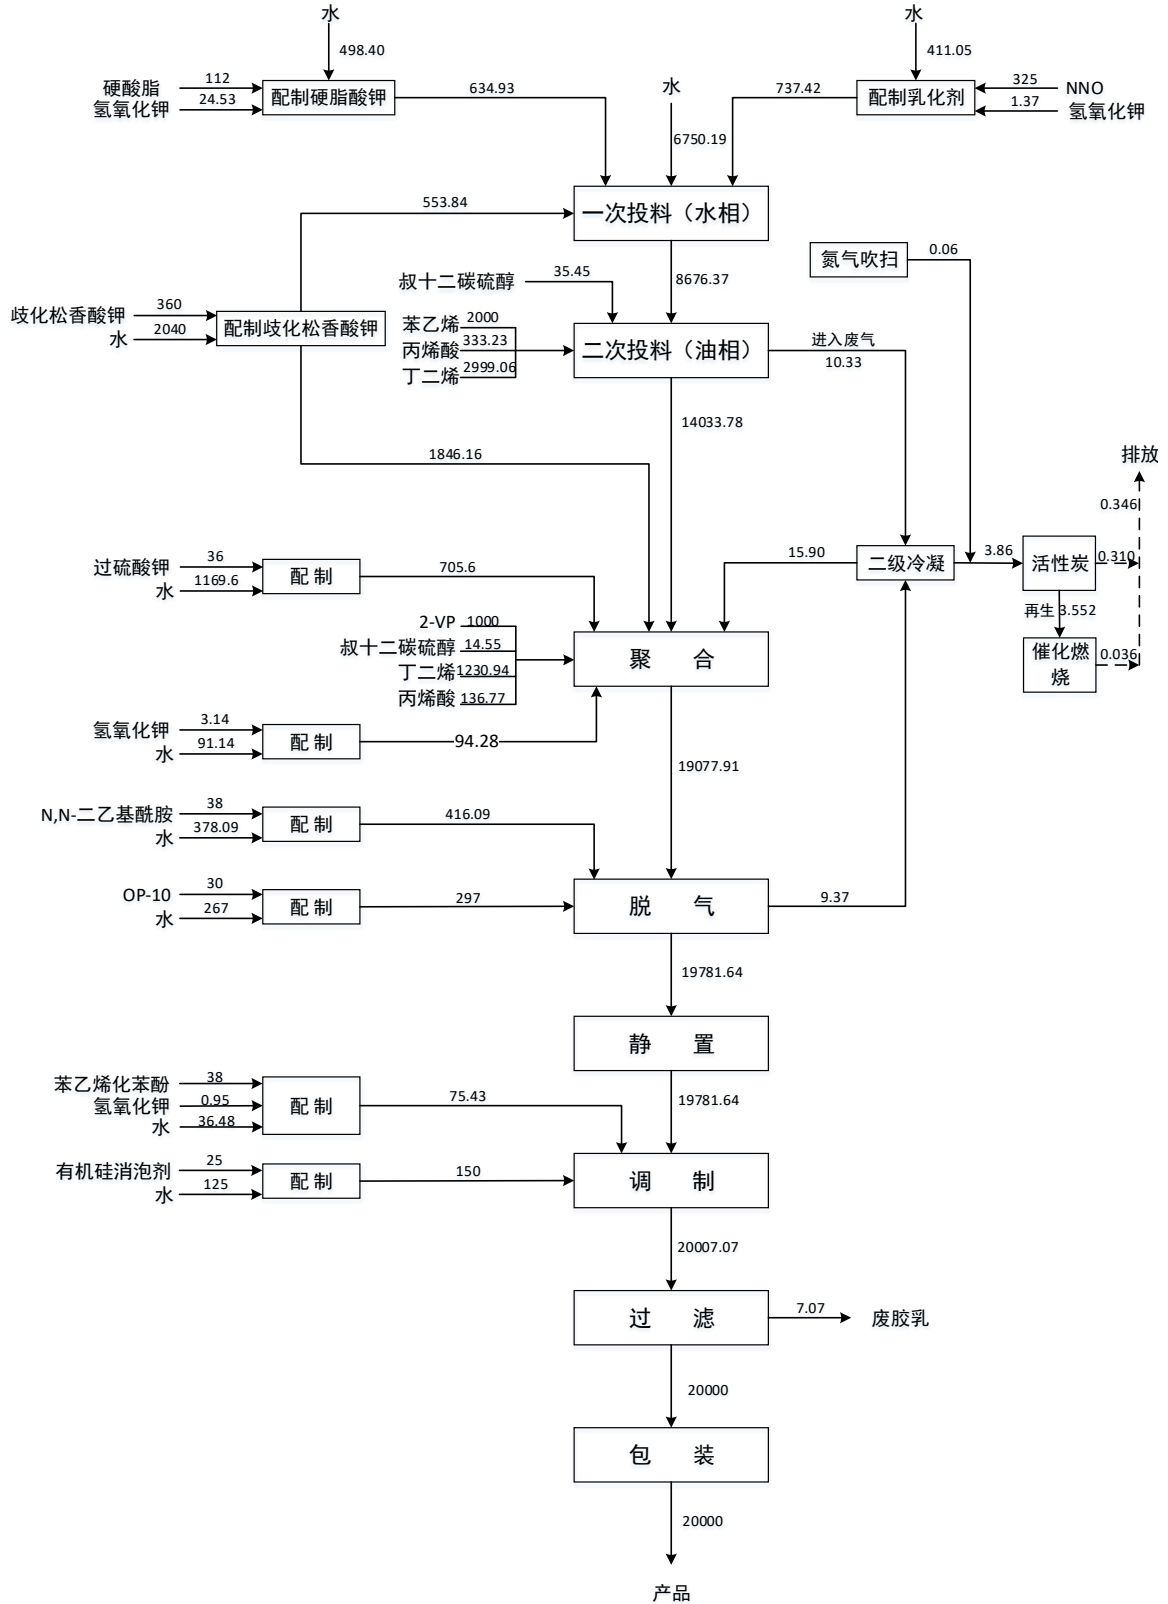 水
水
498.40
411.05
硬酸脂
112
氢氧化钾
24.53
配制硬脂酸钾
634.93
水
737.42
配制乳化剂
325
NNO
1.37
氢氧化钾
6750.19
553.84
一次投料（水相）
氮气吹扫
0.06
叔十二碳硫醇
35.45
8676.37
歧化松香酸钾
360
水
2040
配制歧化松香酸钾
苯乙烯
2000
丙烯酸
333.23
丁二烯
2999.06
二次投料（油相）
进入废气
10.33
14033.78
1846.16
排放
0.346
过硫酸钾
36
水
1169.6
配 制
705.6
15.90
二级冷凝
3.86
活性炭
0.310
再生
3.552
催化燃烧
0.036
2-VP
1000
叔十二碳硫醇
14.55
丁二烯
1230.94
丙烯酸
136.77
聚 合
氢氧化钾
3.14
水
91.14
配 制
94.28
19077.91
N,N-二乙基酰胺
38
水
378.09
配 制
416.09
OP-10
30
水
267
配 制
297
脱 气
9.37
19781.64
静 置
苯乙烯化苯酚
38
氢氧化钾
0.95
水
36.48
配 制
75.43
19781.64
有机硅消泡剂
25
水
125
配 制
150
调 制
20007.07
过 滤
7.07
废胶乳
20000
包 装
20000
产品